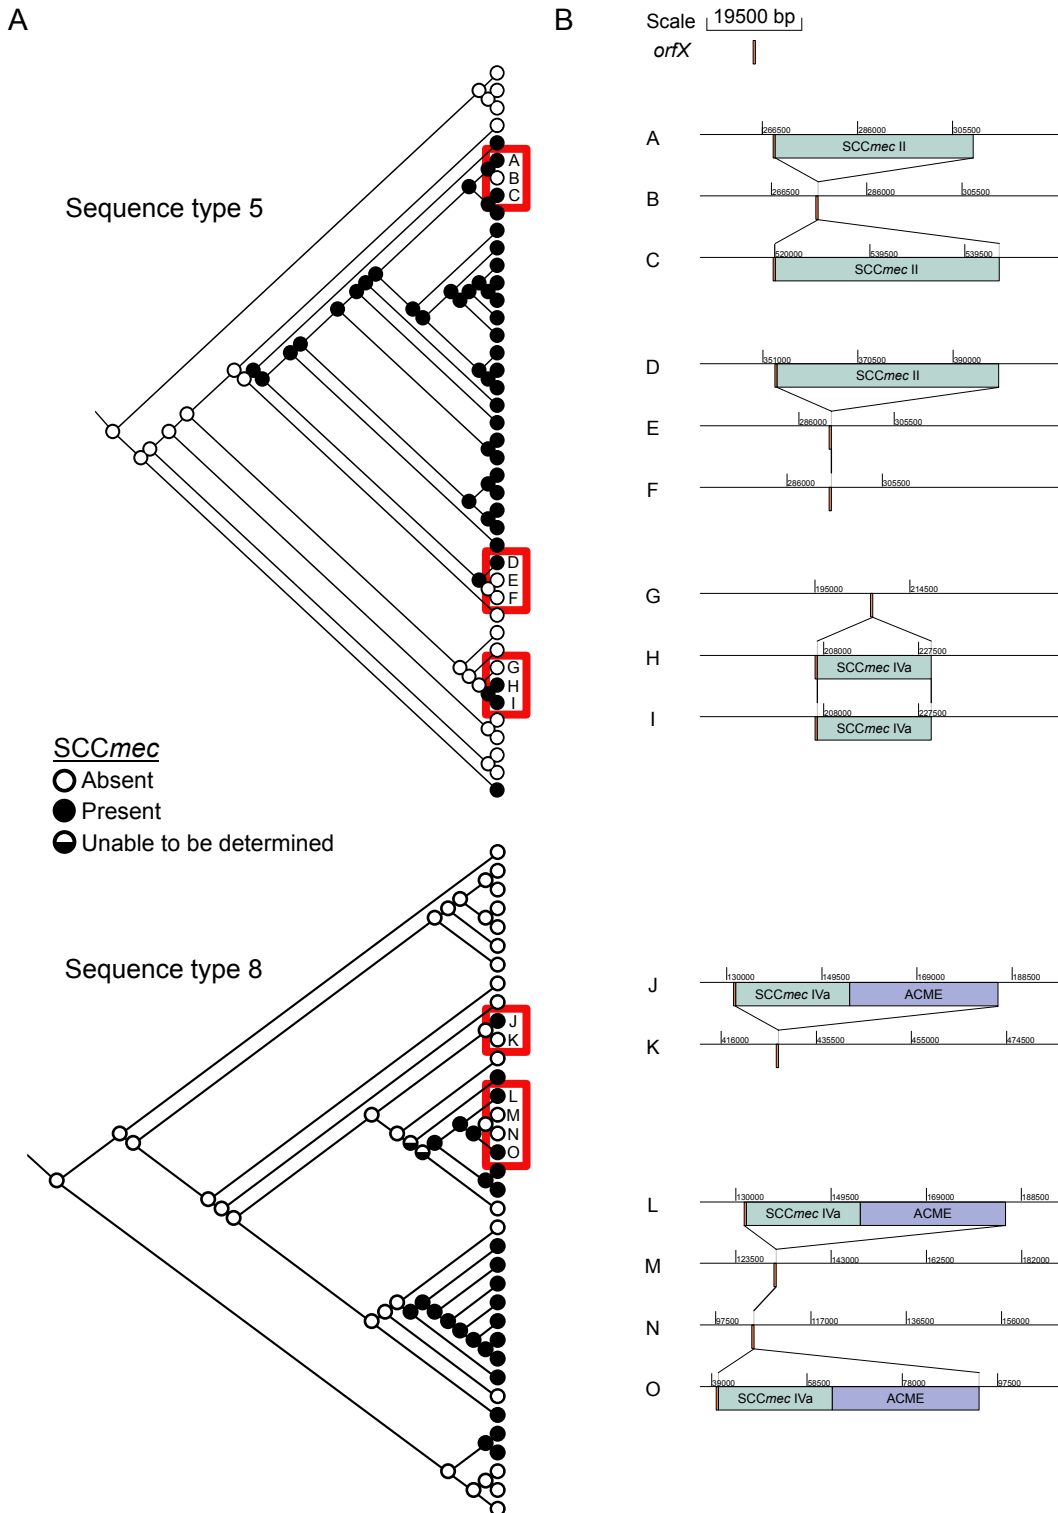 A
B
Scale 19500 bp
orfX
A
B
C
Sequence type 5
D
E
F
G
H
I
SCCmec
Absent
Present
Unable to be determined
Sequence type 8
J
K
L
M
N
O
A
266500 286000 305500
SCCmec II
B
266500 286000 305500
C
520000 539500 539500
SCCmec II
D
351000 370500 390000
SCCmec II
E
286000 305500
F
286000 305500
G
195000 214500
H
208000 227500
SCCmec IVa
I
208000 227500
SCCmec IVa
J
130000 149500 169000 188500
SCCmec IVa ACME
K
416000 435500 455000 474500
L
130000 149500 169000 188500
SCCmec IVa ACME
M
123500 143000 162500 182000
N
97500 117000 136500 156000
O
39000 58500 78000 97500
SCCmec IVa ACME